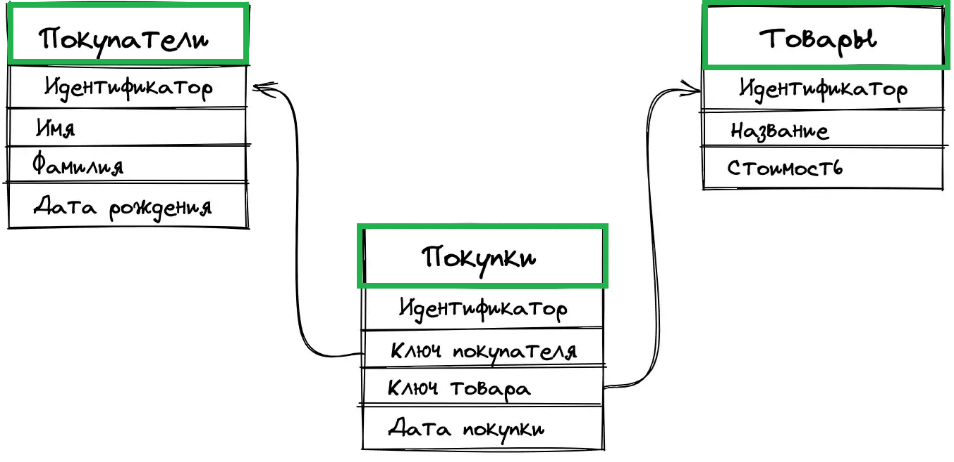 Покупатели
Идентификатор
Имя
Фамилия
Дата рождения
Товары
Идентификатор
Название
Стоимость
Покупки
Идентификатор
Ключ покупателя
Ключ товара
Дата покупки